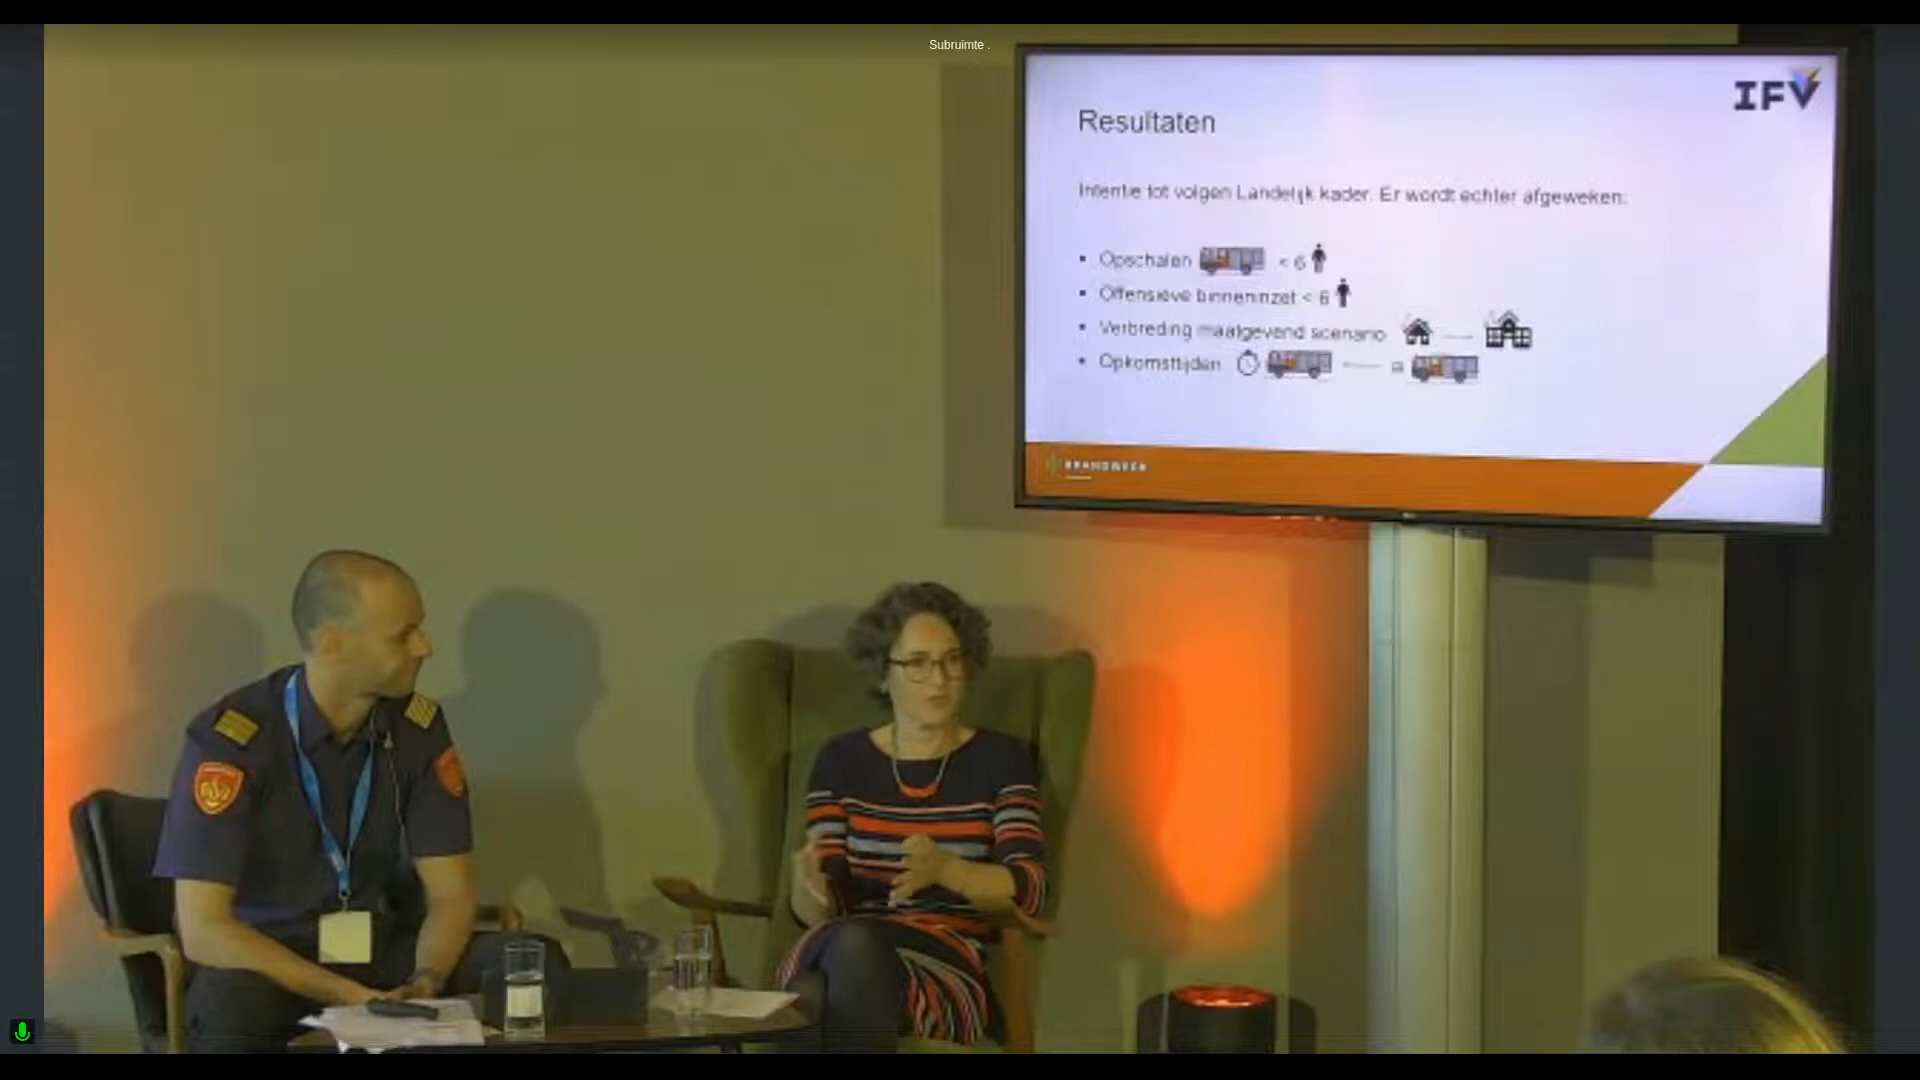 Subruimte .
IFV
Resultaten
Intentie tot volgen Landelijk kader. Er wordt echter afgeweken:
• Opschalen < 6
• Offensieve binneninzet < 6
• Verbreding maatgevend scenario
• Opkomsttijden
BRANDWEER